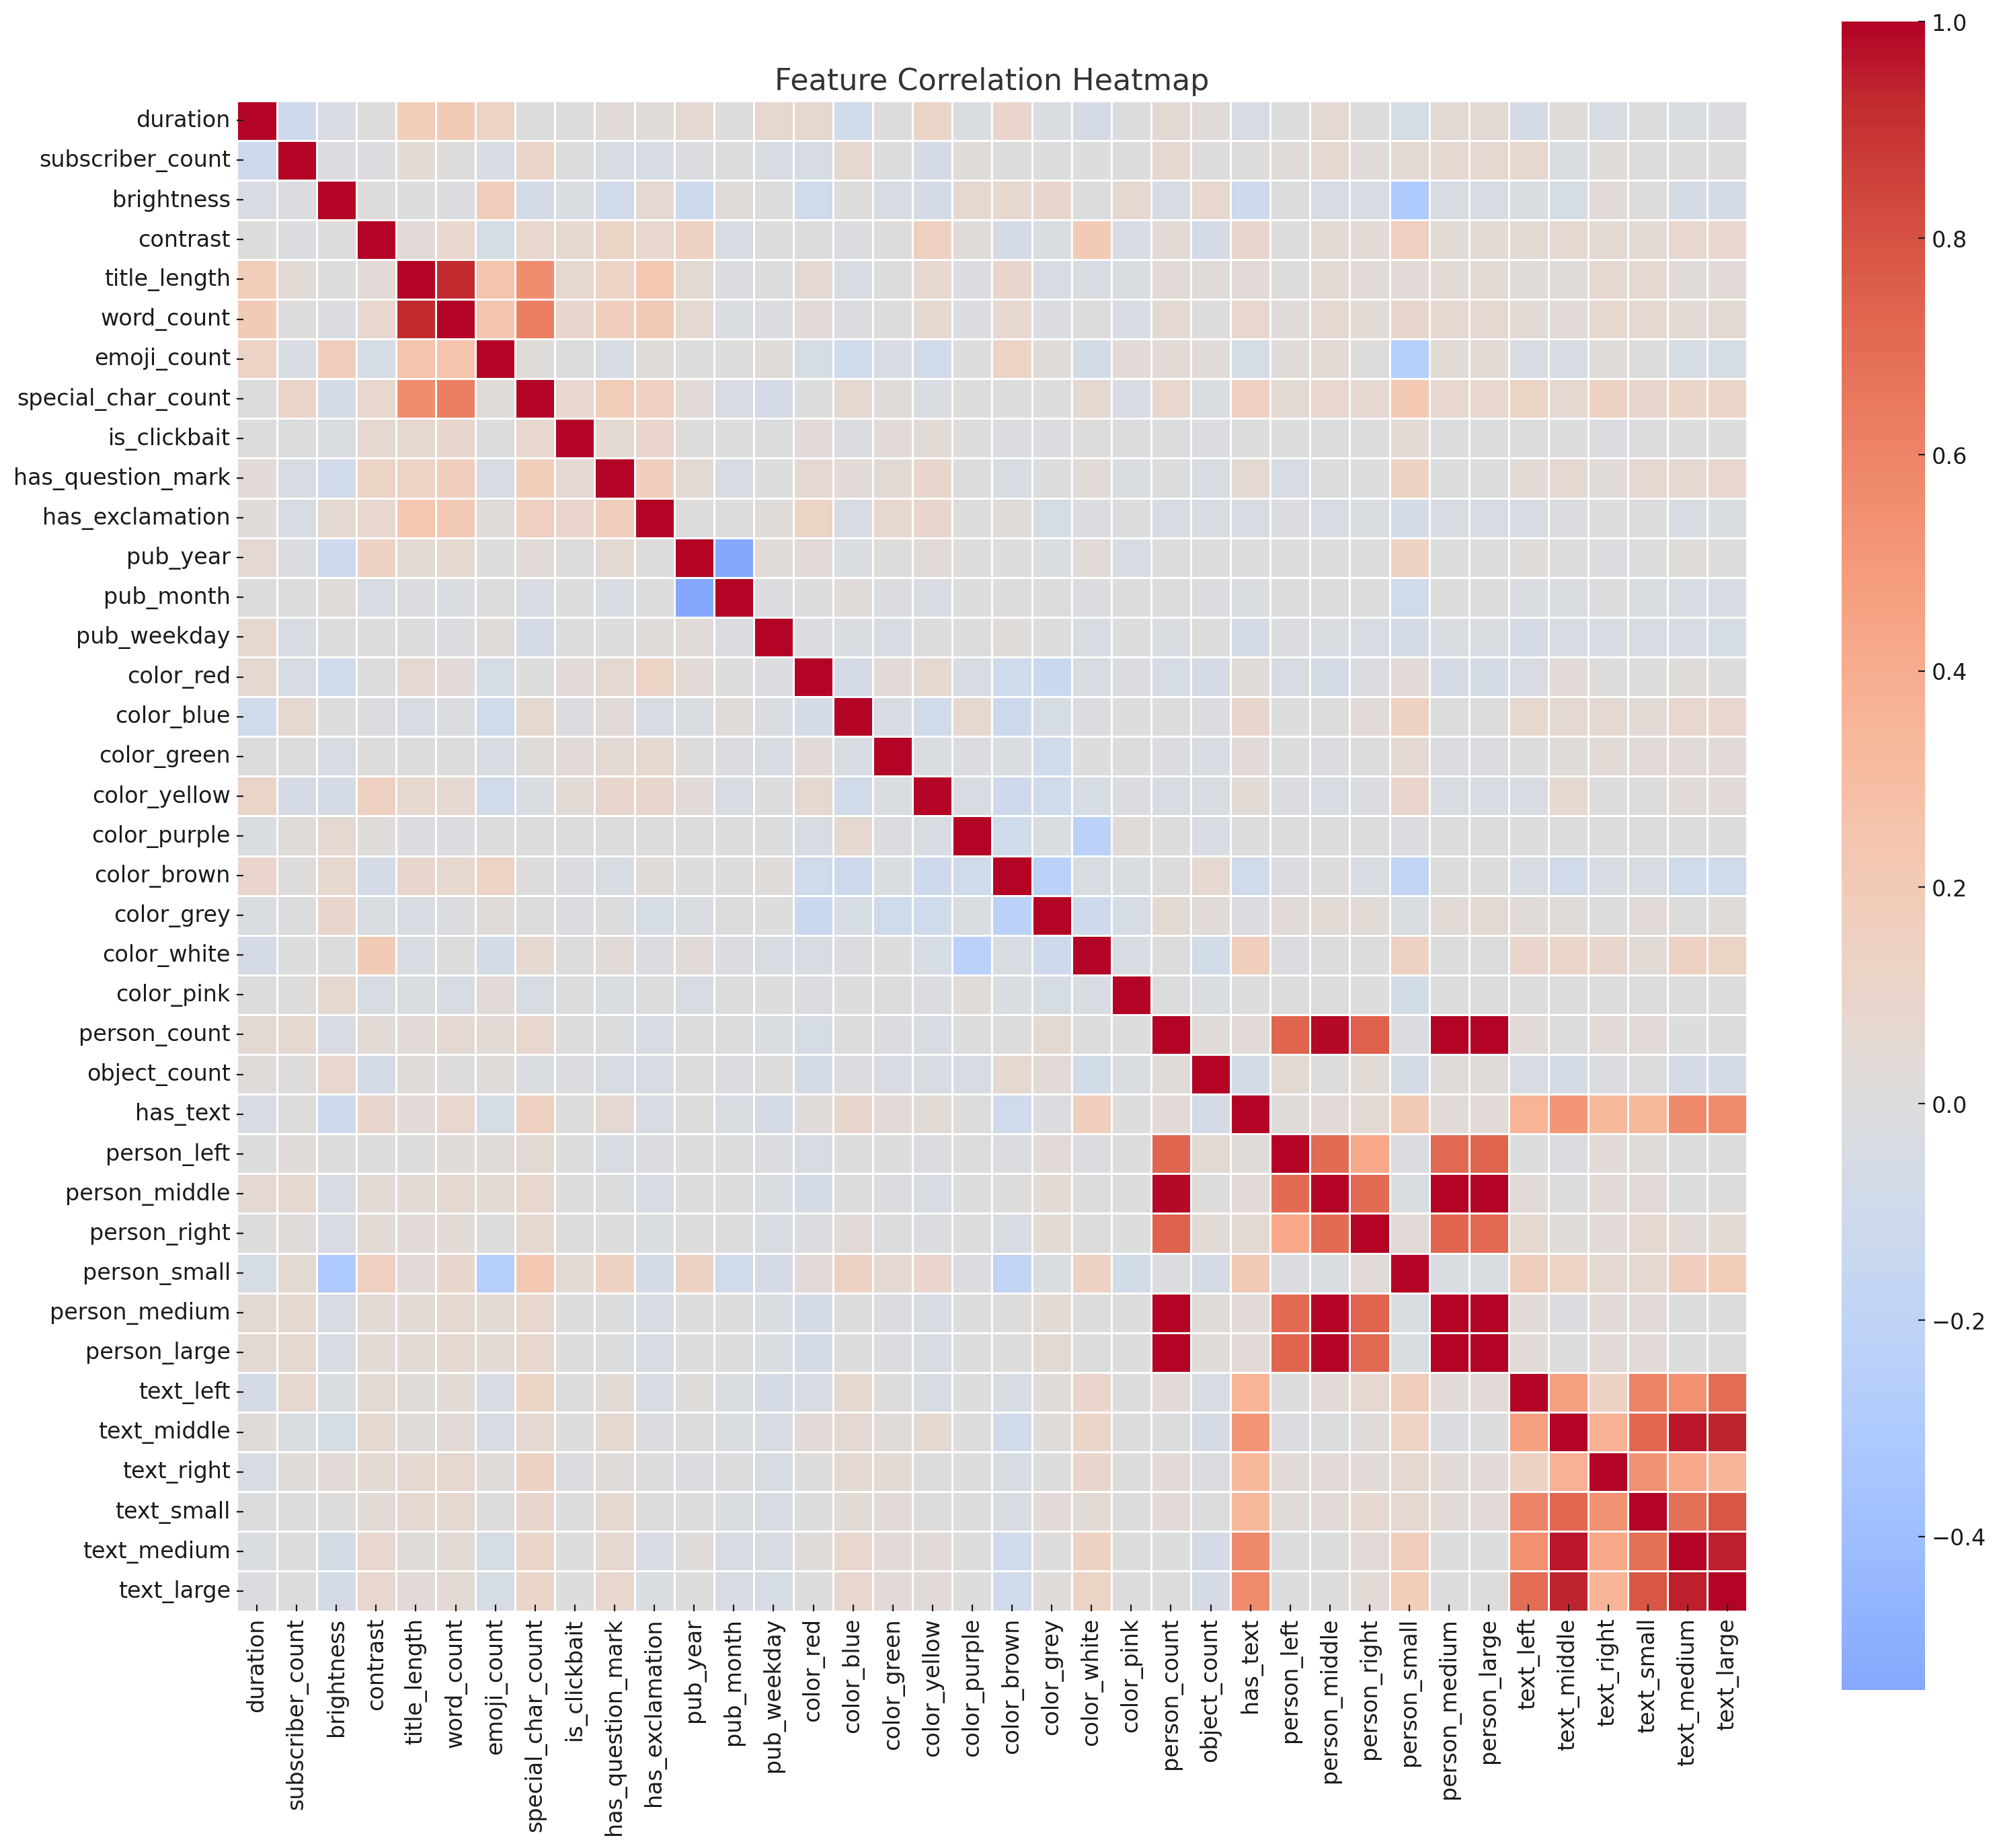 Feature Correlation Heatmap
duration
subscriber_count
brightness
contrast
title_length
word_count
emoji_count
special_char_count
is_clickbait
has_question_mark
has_exclamation
pub_year
pub_month
pub_weekday
color_red
color_blue
color_green
color_yellow
color_purple
color_brown
color_grey
color_white
color_pink
person_count
object_count
has_text
person_left
person_middle
person_right
person_small
person_medium
person_large
text_left
text_middle
text_right
text_small
text_medium
text_large
duration
subscriber_count
brightness
contrast
title_length
word_count
emoji_count
special_char_count
is_clickbait
has_question_mark
has_exclamation
pub_year
pub_month
pub_weekday
color_red
color_blue
color_green
color_yellow
color_purple
color_brown
color_grey
color_white
color_pink
person_count
object_count
has_text
person_left
person_middle
person_right
person_small
person_medium
person_large
text_left
text_middle
text_right
text_small
text_medium
text_large
1.0
0.8
0.6
0.4
0.2
0.0
−0.2
−0.4